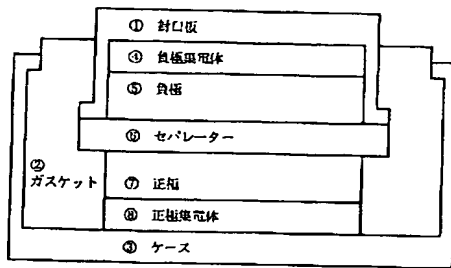 ① 封口板
④ 負極集電体
⑤ 負極
⑥ セパレーター
②
ガスケット
⑦ 正極
⑧ 正極集電体
③ ケース